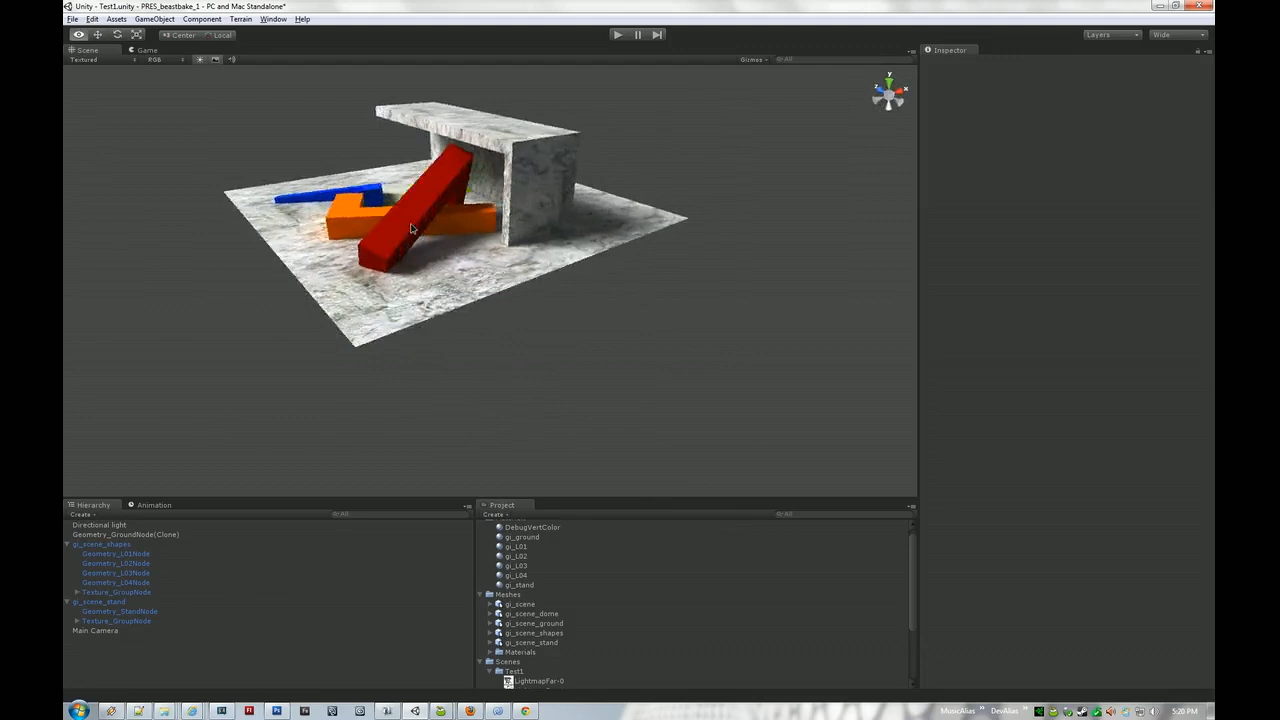 Unity - Test1.unity - PRES_beastbake_1 - PC and Mac Standalone*
File Edit Assets GameObject Component Terrain Window Help
Center Local Layers Wide
Scene Game Inspector
Textured RGB Gizmos All
y
x
z
Hierarchy Animation
Create All
Directional light
Geometry_GroundNode(Clone)
gi_scene_shapes
Geometry_L01Node
Geometry_L02Node
Geometry_L03Node
Geometry_L04Node
Texture_GroupNode
gi_scene_stand
Geometry_StandNode
Texture_GroupNode
Main Camera
Project
Create All
DebugVertColor
gi_ground
gi_L01
gi_L02
gi_L03
gi_L04
gi_stand
Meshes
gi_scene
gi_scene_dome
gi_scene_ground
gi_scene_shapes
gi_scene_stand
Materials
Scenes
Test1
LightmapFar-0
MusicAlias » DevAlias » 5:20 PM